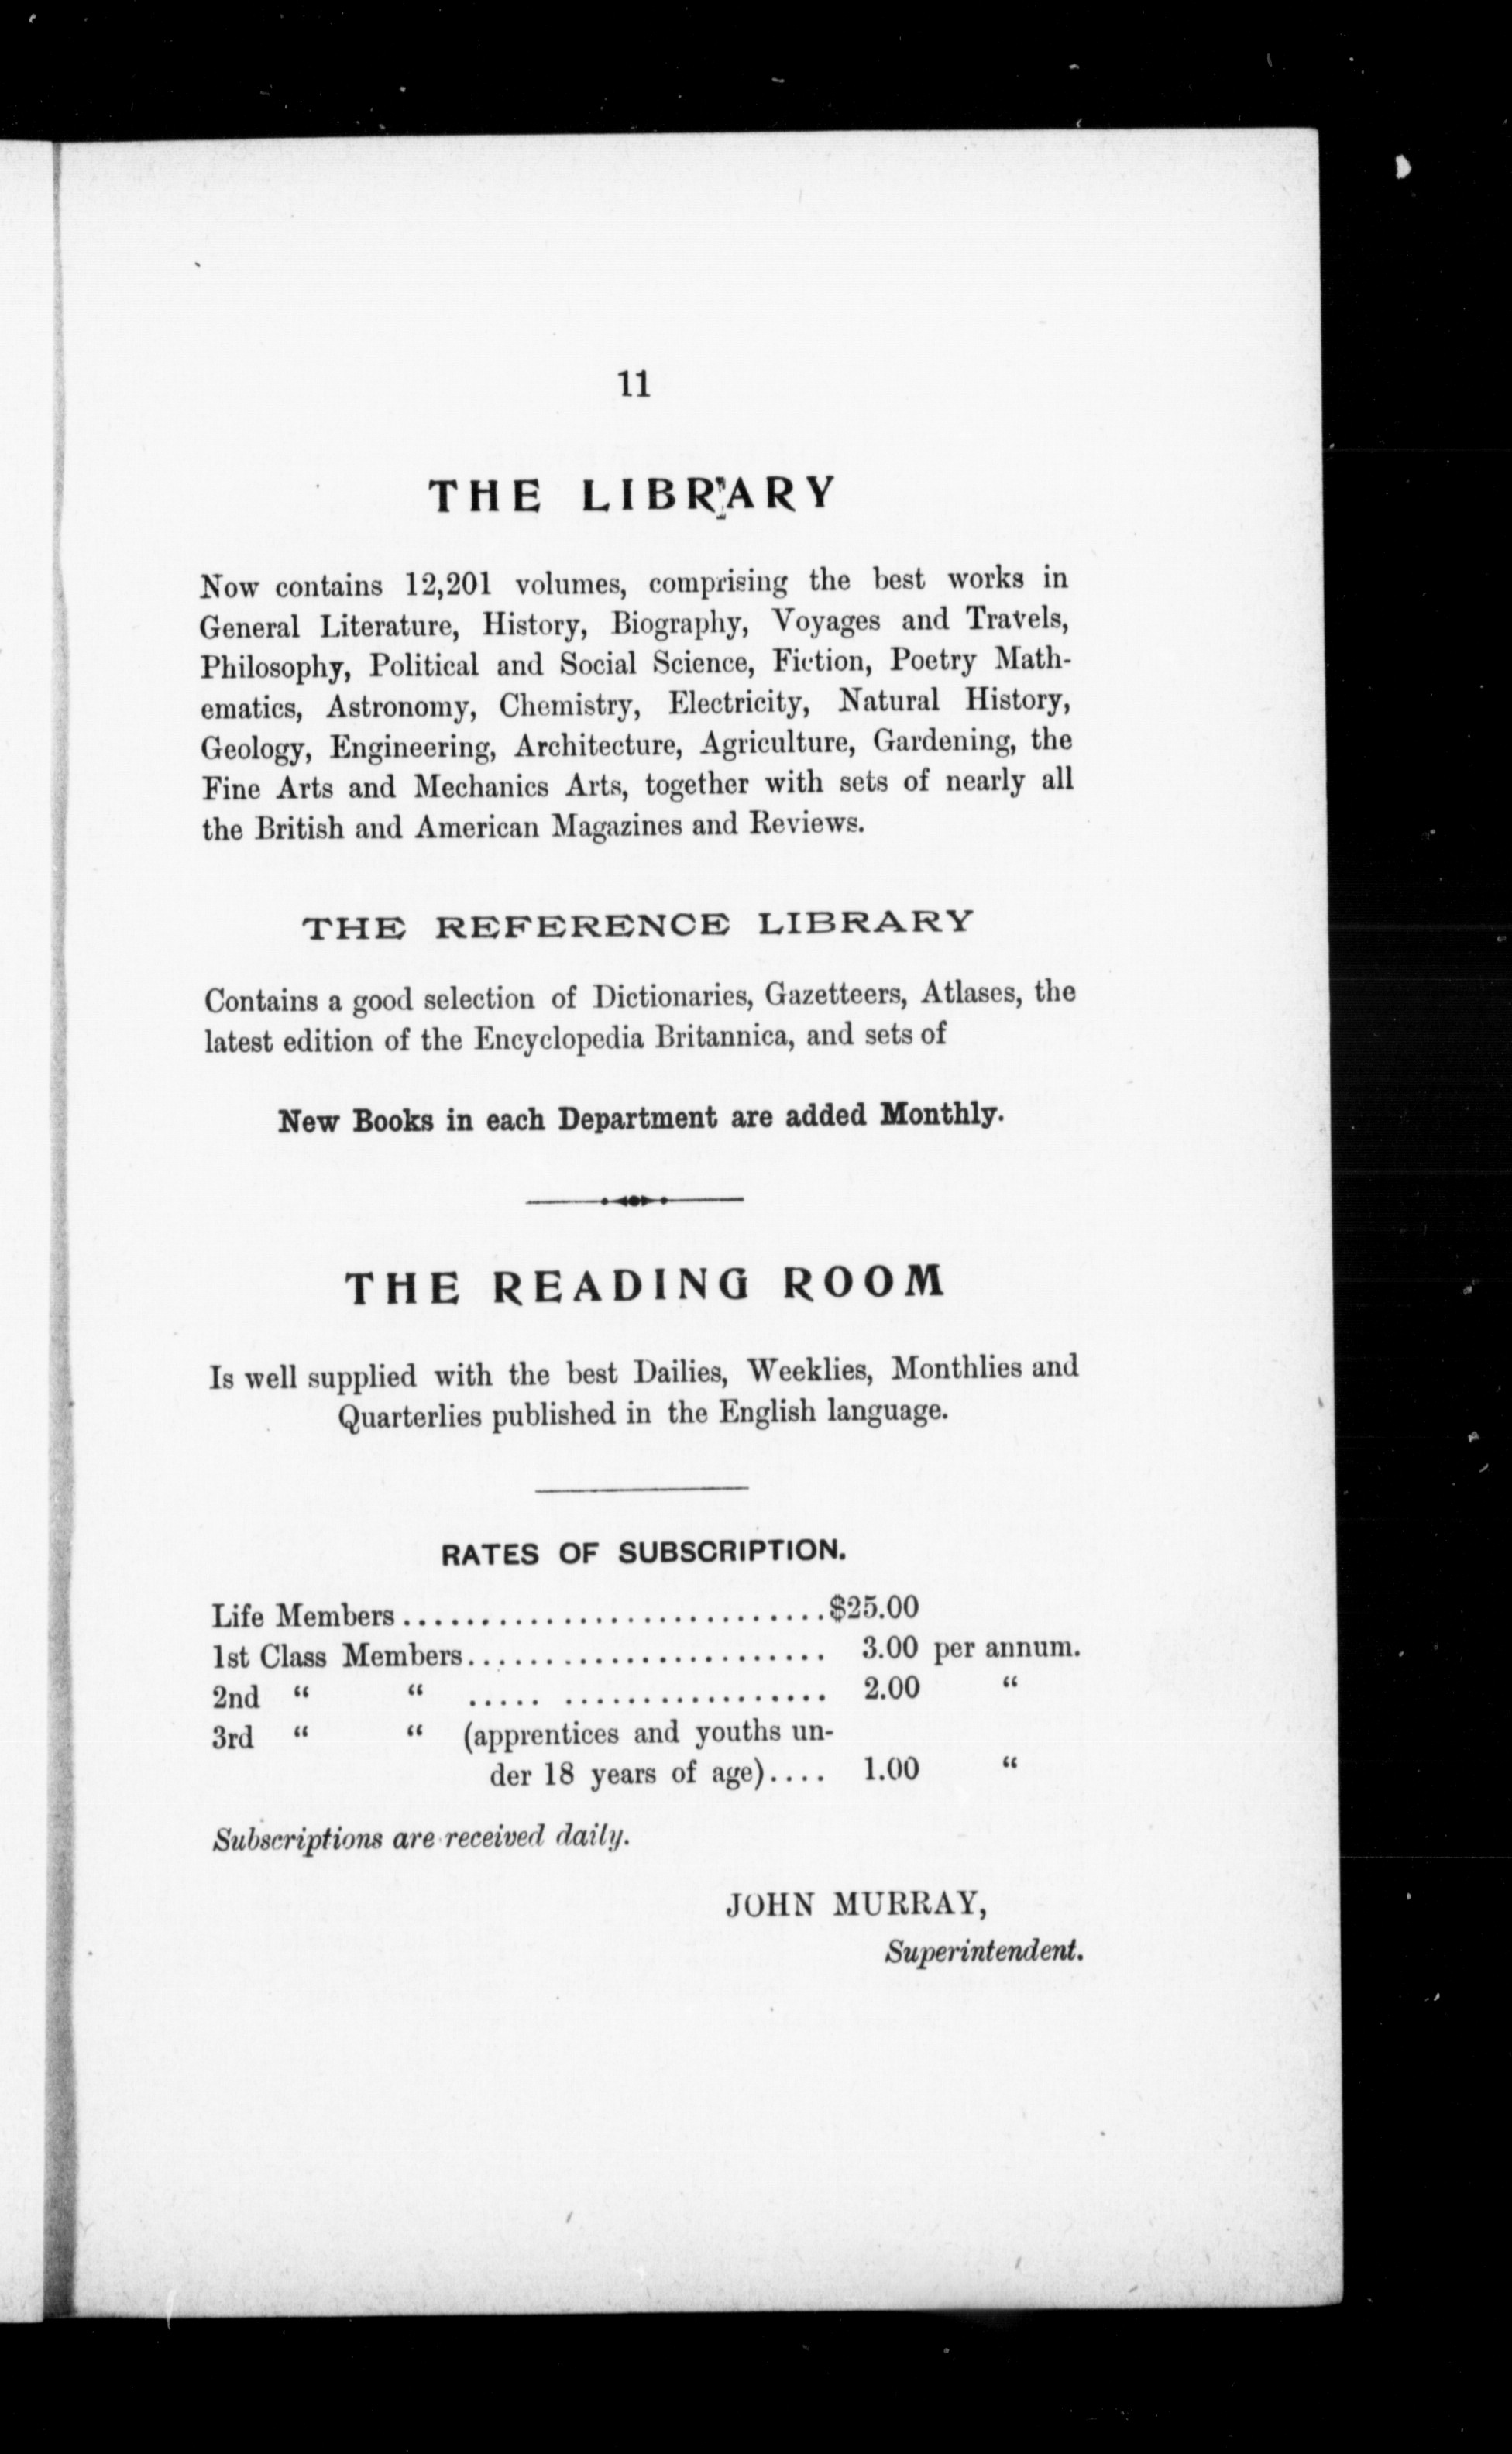 11
THE LIBRARY
Now contains 12,201 volumes, comprising the best works in
General Literature, History, Biography, Voyages and Travels,
Philosophy, Political and Social Science, Fiction, Poetry Math-
ematics, Astronomy, Chemistry, Electricity, Natural History,
Geology, Engineering, Architecture, Agriculture, Gardening, the
Fine Arts and Mechanics Arts, together with sets of nearly all
the British and American Magazines and Reviews.
THE REFERENCE LIBRARY
Contains a good selection of Dictionaries, Gazetteers, Atlases, the
latest edition of the Encyclopedia Britannica, and sets of
New Books in each Department are added Monthly.
THE READING ROOM
Is well supplied with the best Dailies, Weeklies, Monthlies and
Quarterlies published in the English language.
RATES OF SUBSCRIPTION.
Life Members ........................... $25.00
1st Class Members....................... 3.00 per annum.
2nd “ “ ..... ................. 2.00 “
3rd “ “ (apprentices and youths un-
der 18 years of age).... 1.00 “
Subscriptions are received daily.
JOHN MURRAY,
Superintendent.